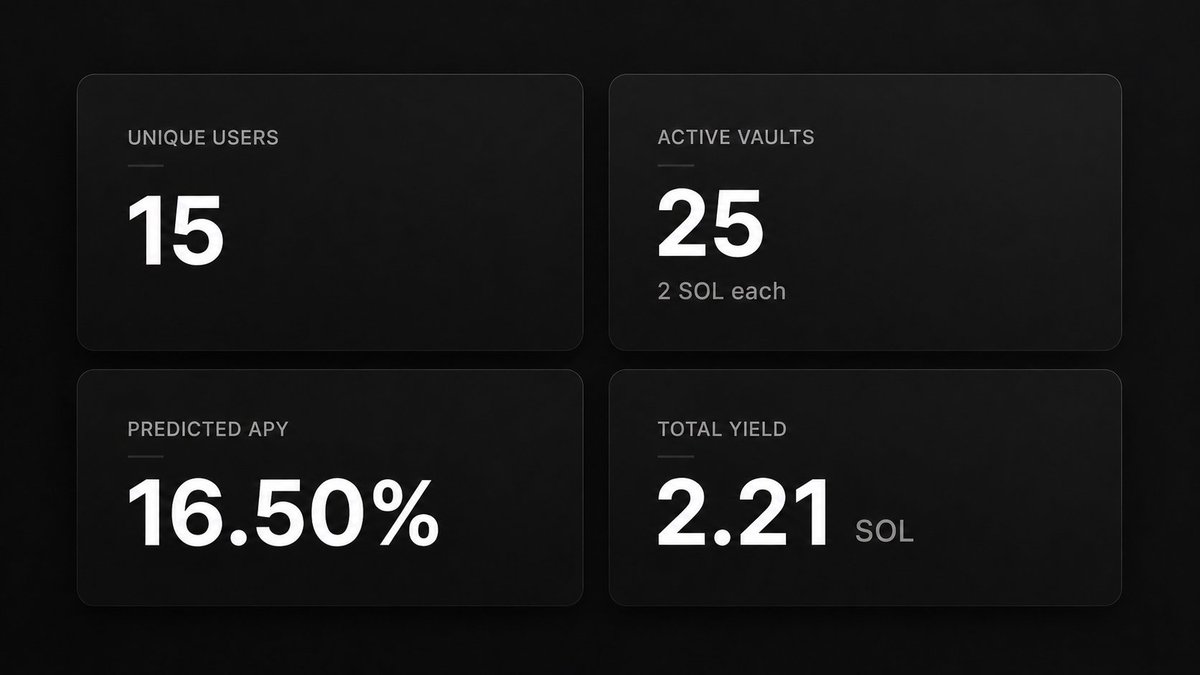 UNIQUE USERS
15
ACTIVE VAULTS
25
2 SOL each
PREDICTED APY
16.50%
TOTAL YIELD
2.21 SOL